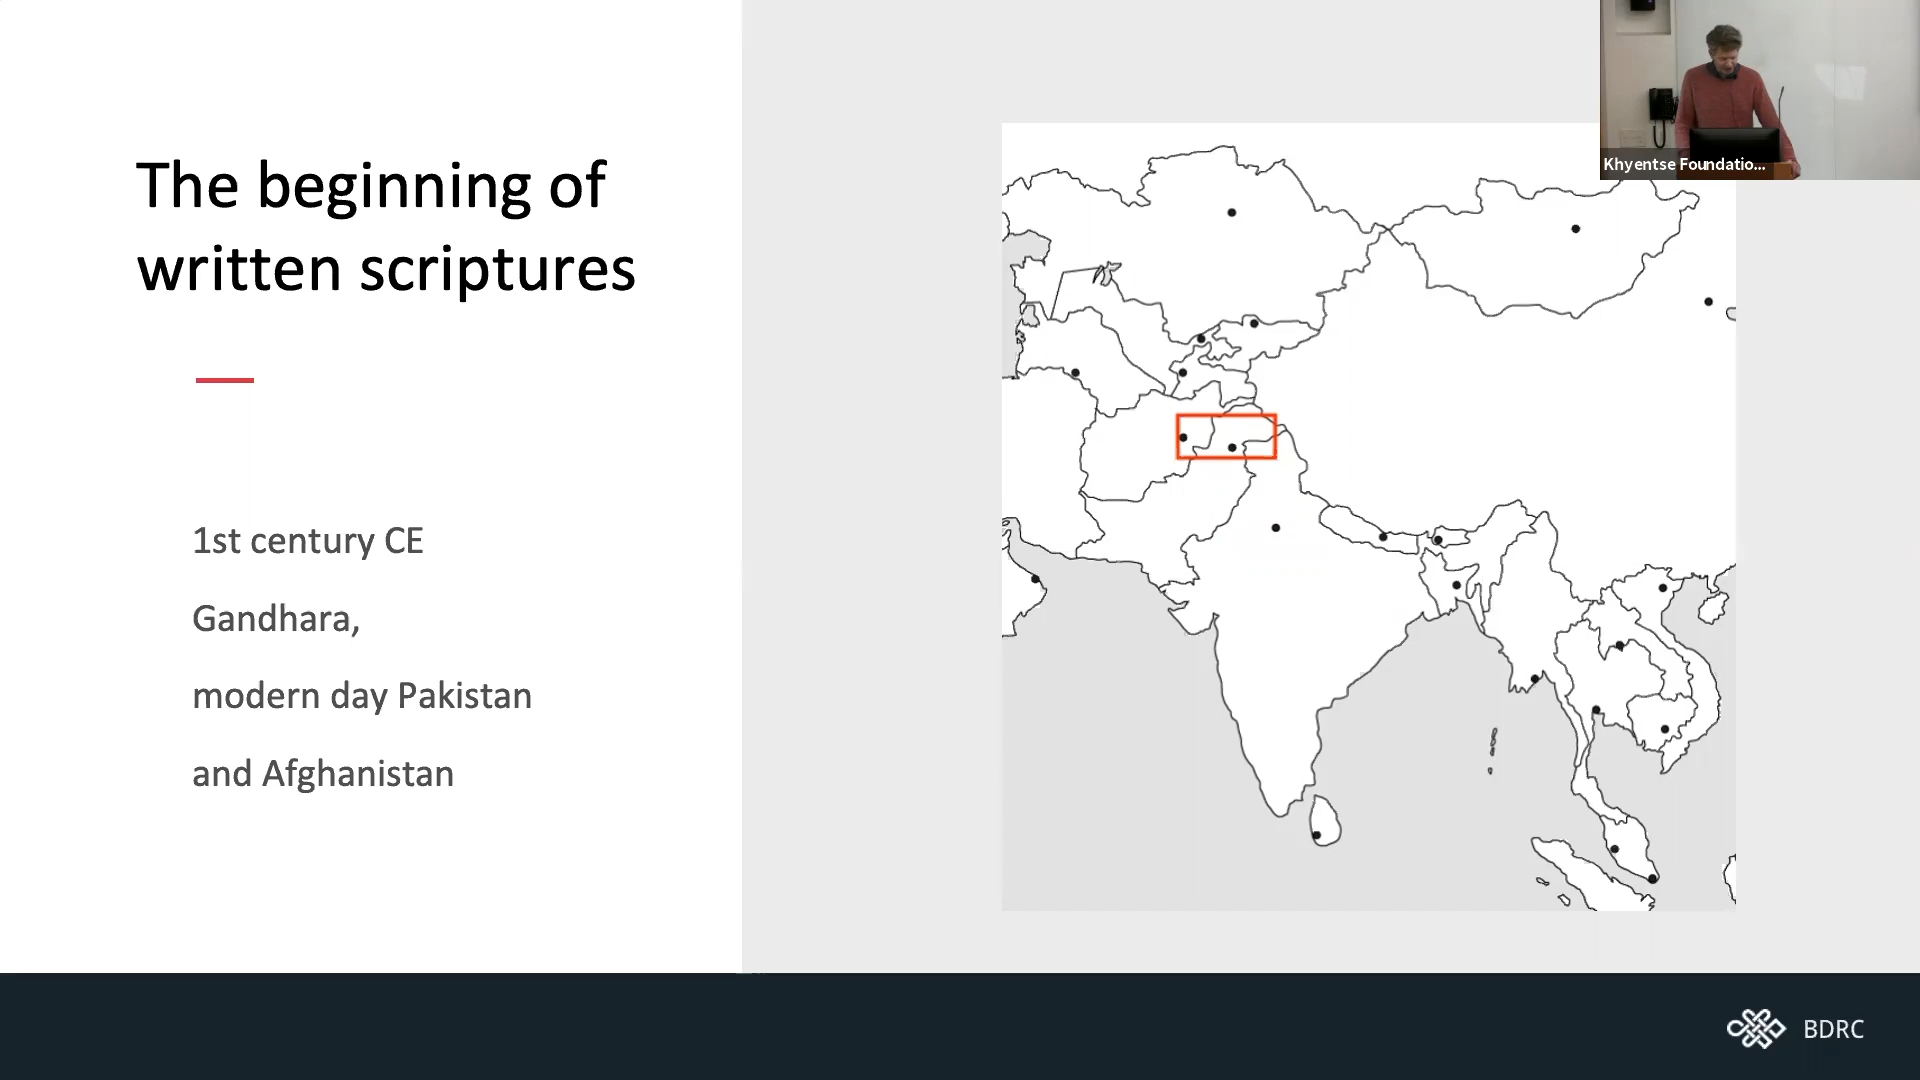 The beginning of
written scriptures
1st century CE
Gandhara,
modern day Pakistan
and Afghanistan
Khyentse Foundatio...
BDRC